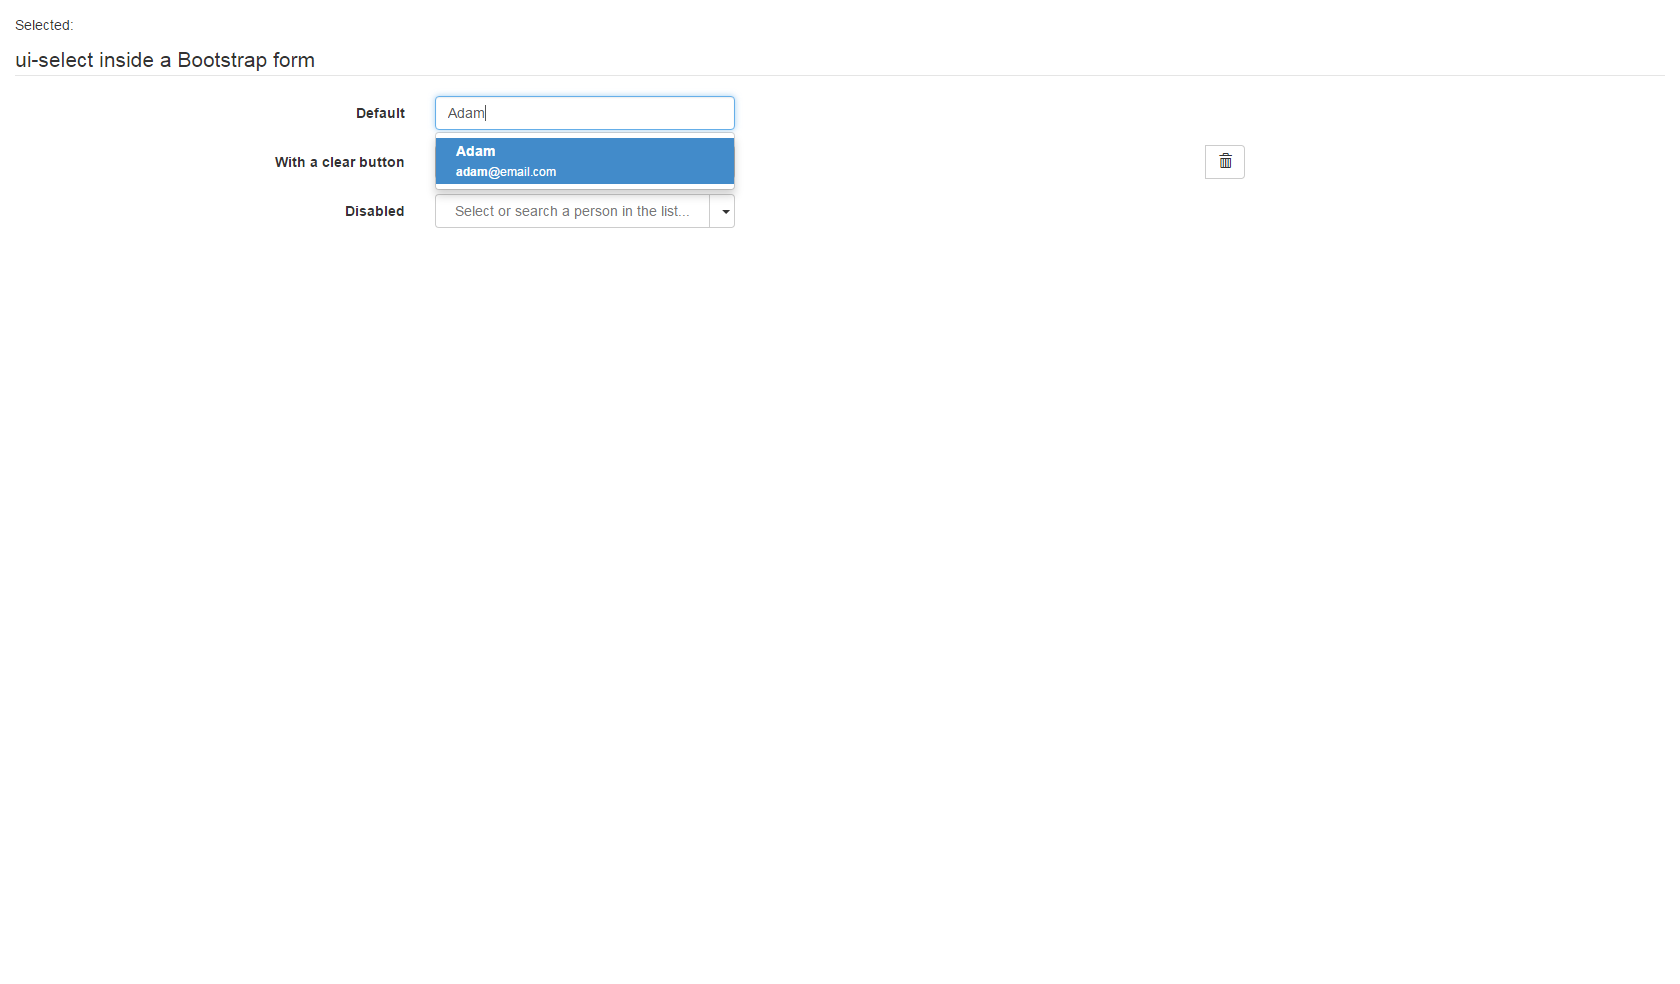 Selected:
ui-select inside a Bootstrap form
Default
Adam
Adam
adam@email.com
With a clear button
Disabled
Select or search a person in the list...